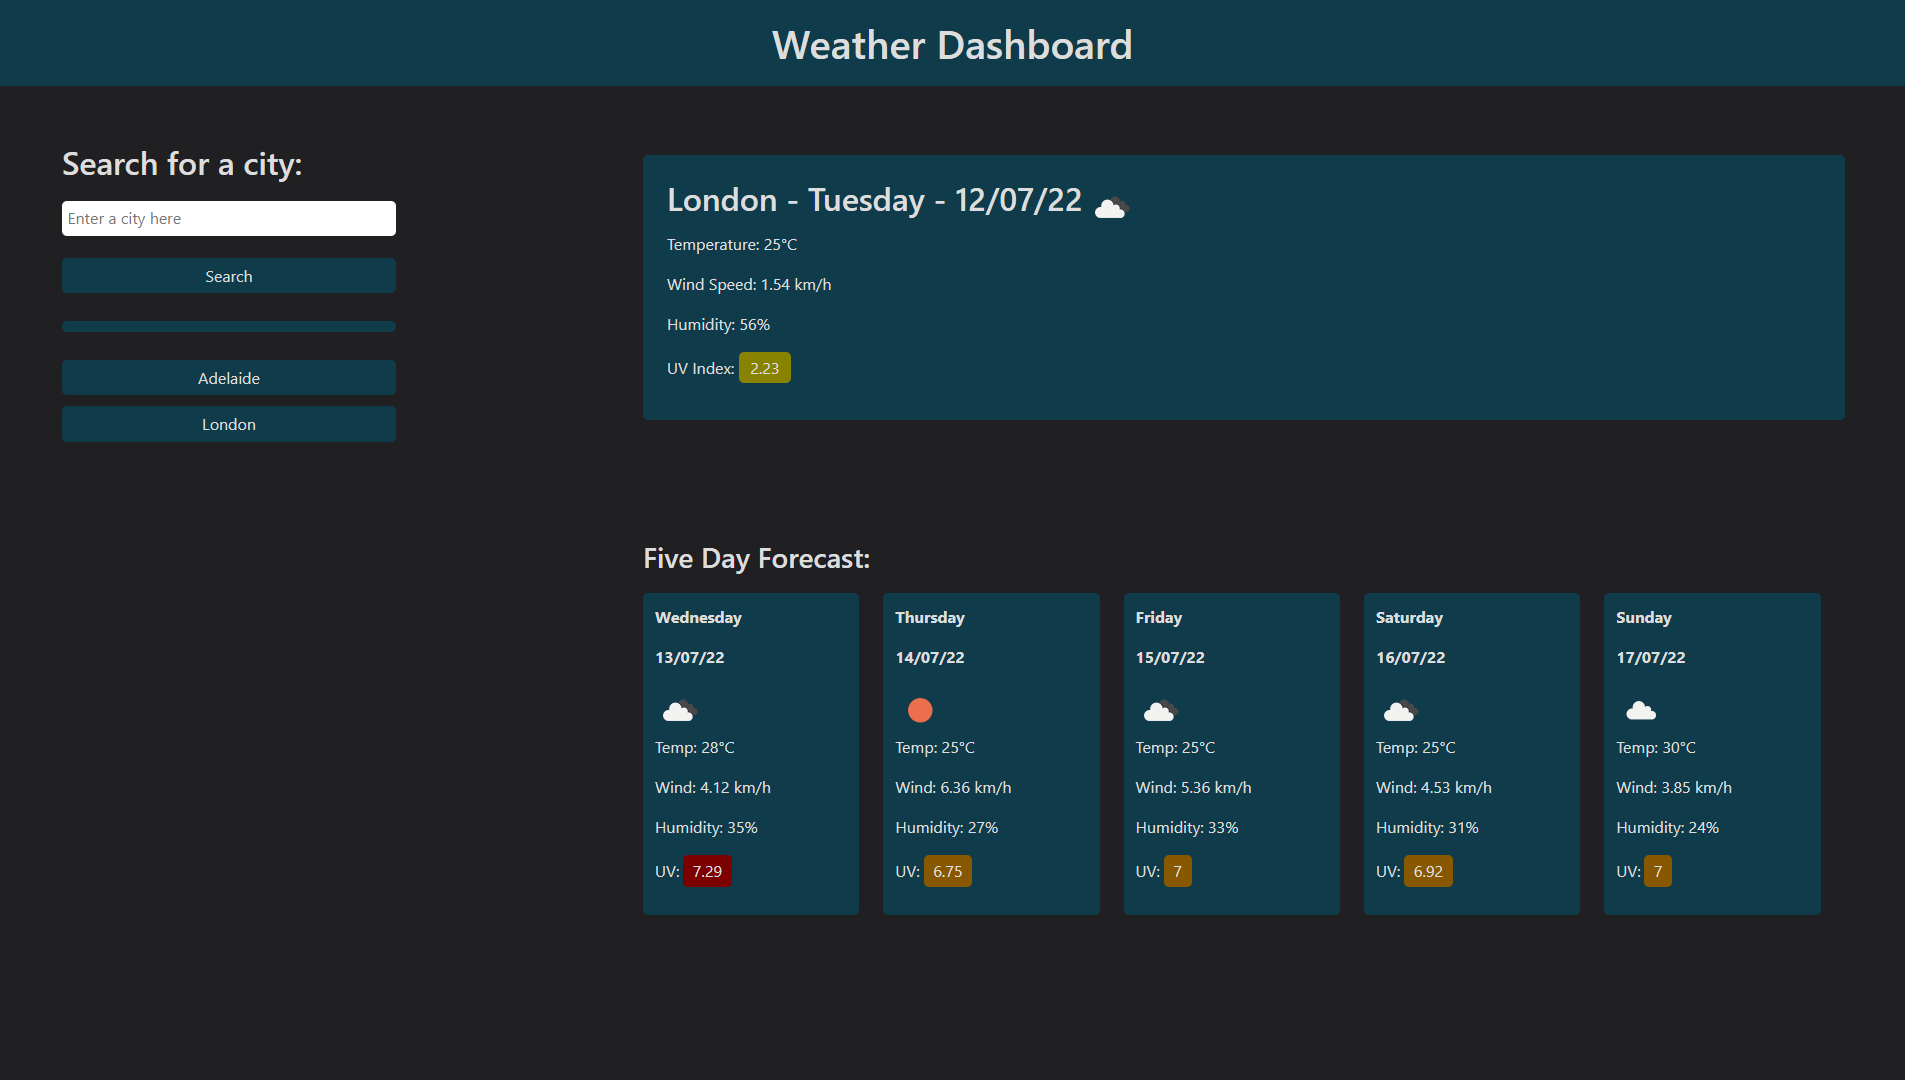 Weather Dashboard
Search for a city:
Enter a city here
Search
Adelaide
London
London - Tuesday - 12/07/22
Temperature: 25°C
Wind Speed: 1.54 km/h
Humidity: 56%
UV Index: 2.23
Five Day Forecast:
Wednesday
13/07/22
Temp: 28°C
Wind: 4.12 km/h
Humidity: 35%
UV: 7.29
Thursday
14/07/22
Temp: 25°C
Wind: 6.36 km/h
Humidity: 27%
UV: 6.75
Friday
15/07/22
Temp: 25°C
Wind: 5.36 km/h
Humidity: 33%
UV: 7
Saturday
16/07/22
Temp: 25°C
Wind: 4.53 km/h
Humidity: 31%
UV: 6.92
Sunday
17/07/22
Temp: 30°C
Wind: 3.85 km/h
Humidity: 24%
UV: 7